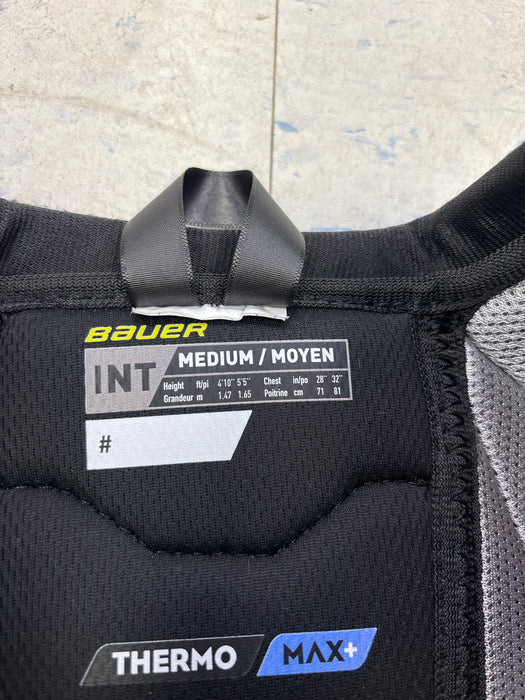 BAUER
INT MEDIUM / MOYEN
Height ft/pi 4'10" 5'5" Chest in/po 28" 32"
Grandeur m 1.47 1.65 Poitrine cm 71 81
#
THERMO MAX+